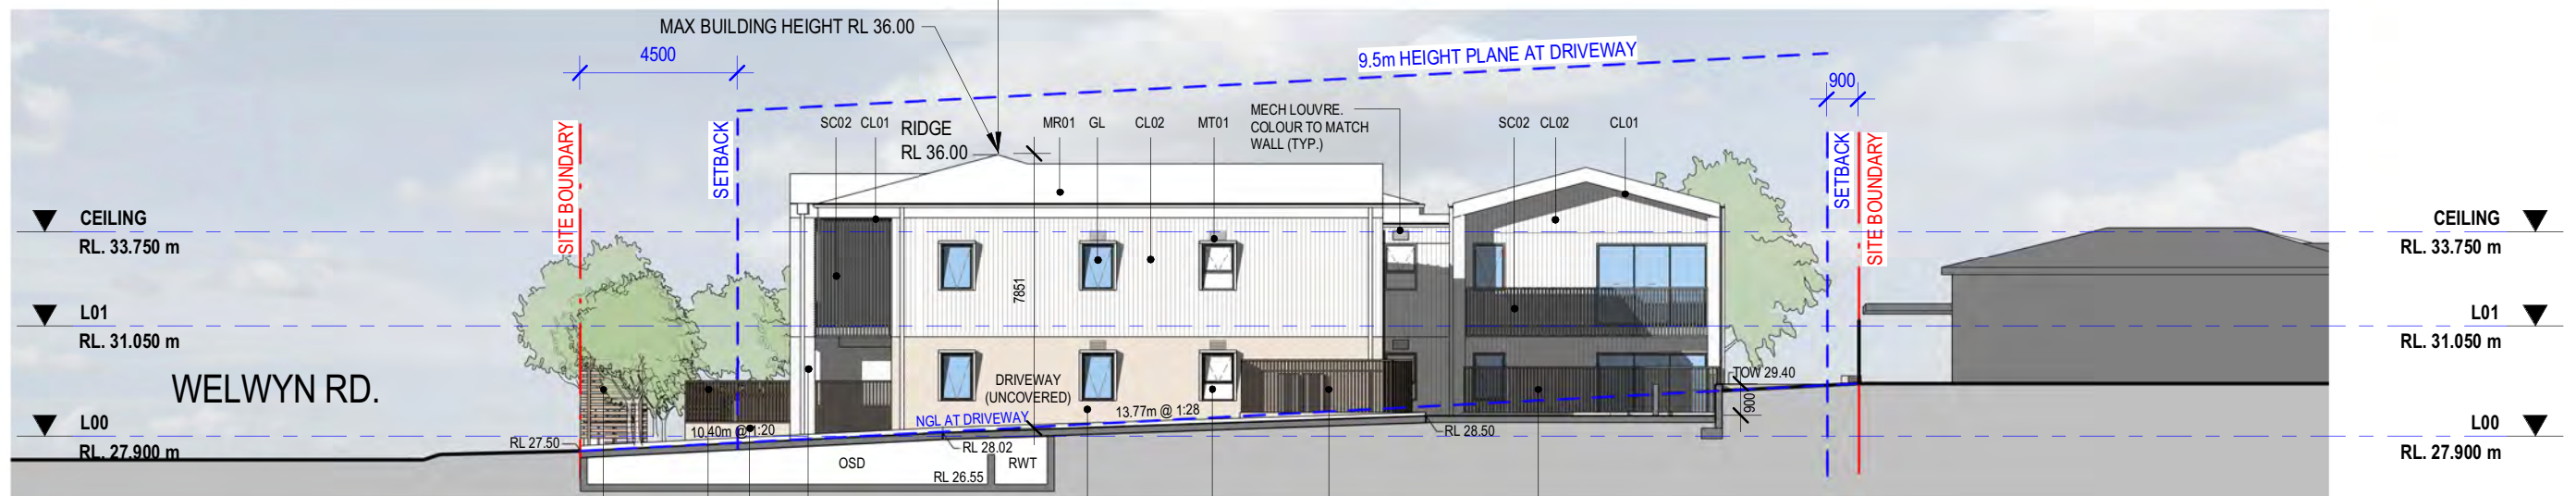 MAX BUILDING HEIGHT RL 36.00
4500
9.5m HEIGHT PLANE AT DRIVEWAY
900
SITE BOUNDARY
SETBACK
SC02
CL01
RIDGE
RL 36.00
MR01
GL
CL02
MT01
MECH LOUVRE.
COLOUR TO MATCH
WALL (TYP.)
SC02
CL02
CL01
SETBACK
SITE BOUNDARY
CEILING
RL. 33.750 m
CEILING
RL. 33.750 m
7851
L01
RL. 31.050 m
L01
RL. 31.050 m
WELWYN RD.
DRIVEWAY
(UNCOVERED)
TOW 29.40
900
NGL AT DRIVEWAY
13.77m @ 1:28
10.40m @ 1:20
L00
RL. 27.900 m
RL 27.50
RL 28.02
RL 28.50
L00
RL. 27.900 m
OSD
RL 26.55
RWT